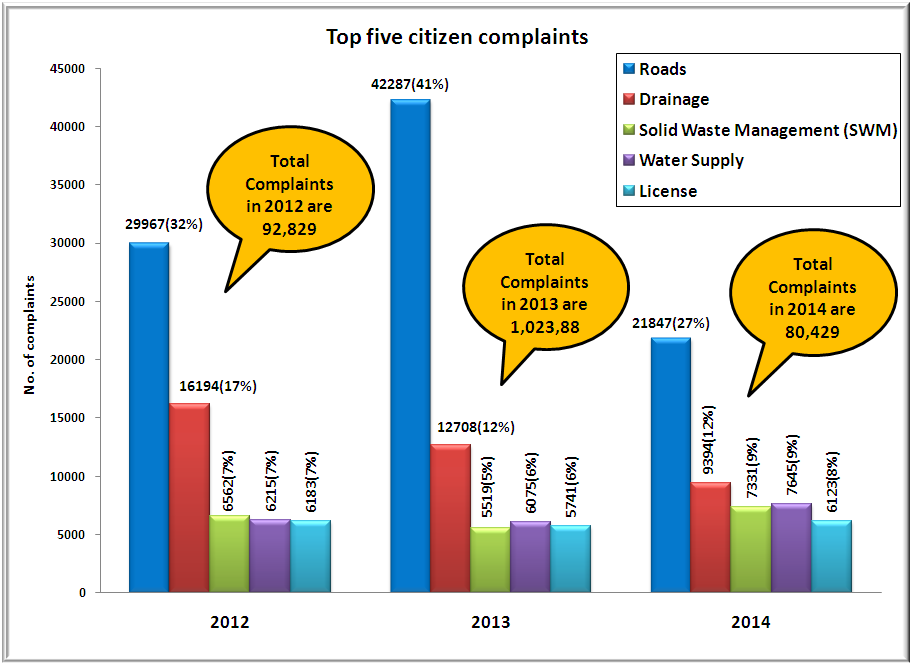 Top five citizen complaints
45000
40000
35000
30000
25000
20000
15000
10000
5000
0
No. of complaints
Roads
Drainage
Solid Waste Management (SWM)
Water Supply
License
29967(32%)
16194(17%)
6562(7%)
6215(7%)
6183(7%)
Total
Complaints
in 2012 are
92,829
42287(41%)
12708(12%)
5519(5%)
6075(6%)
5741(6%)
Total
Complaints
in 2013 are
1,023,88
21847(27%)
9394(12%)
7331(9%)
7645(9%)
6123(8%)
Total
Complaints
in 2014 are
80,429
2012
2013
2014